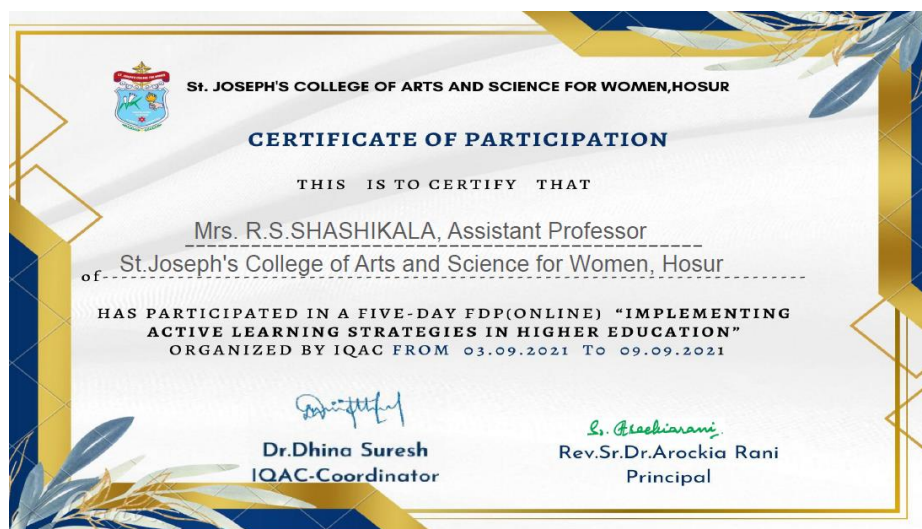 St. JOSEPH'S COLLEGE OF ARTS AND SCIENCE FOR WOMEN,HOSUR
CERTIFICATE OF PARTICIPATION
THIS IS TO CERTIFY THAT
Mrs. R.S.SHASHIKALA, Assistant Professor
of St.Joseph's College of Arts and Science for Women, Hosur
HAS PARTICIPATED IN A FIVE-DAY FDP(ONLINE) "IMPLEMENTING
ACTIVE LEARNING STRATEGIES IN HIGHER EDUCATION"
ORGANIZED BY IQAC FROM 03.09.2021 To 09.09.2021
Dr.Dhina Suresh
IQAC-Coordinator
Rev.Sr.Dr.Arockia Rani
Principal